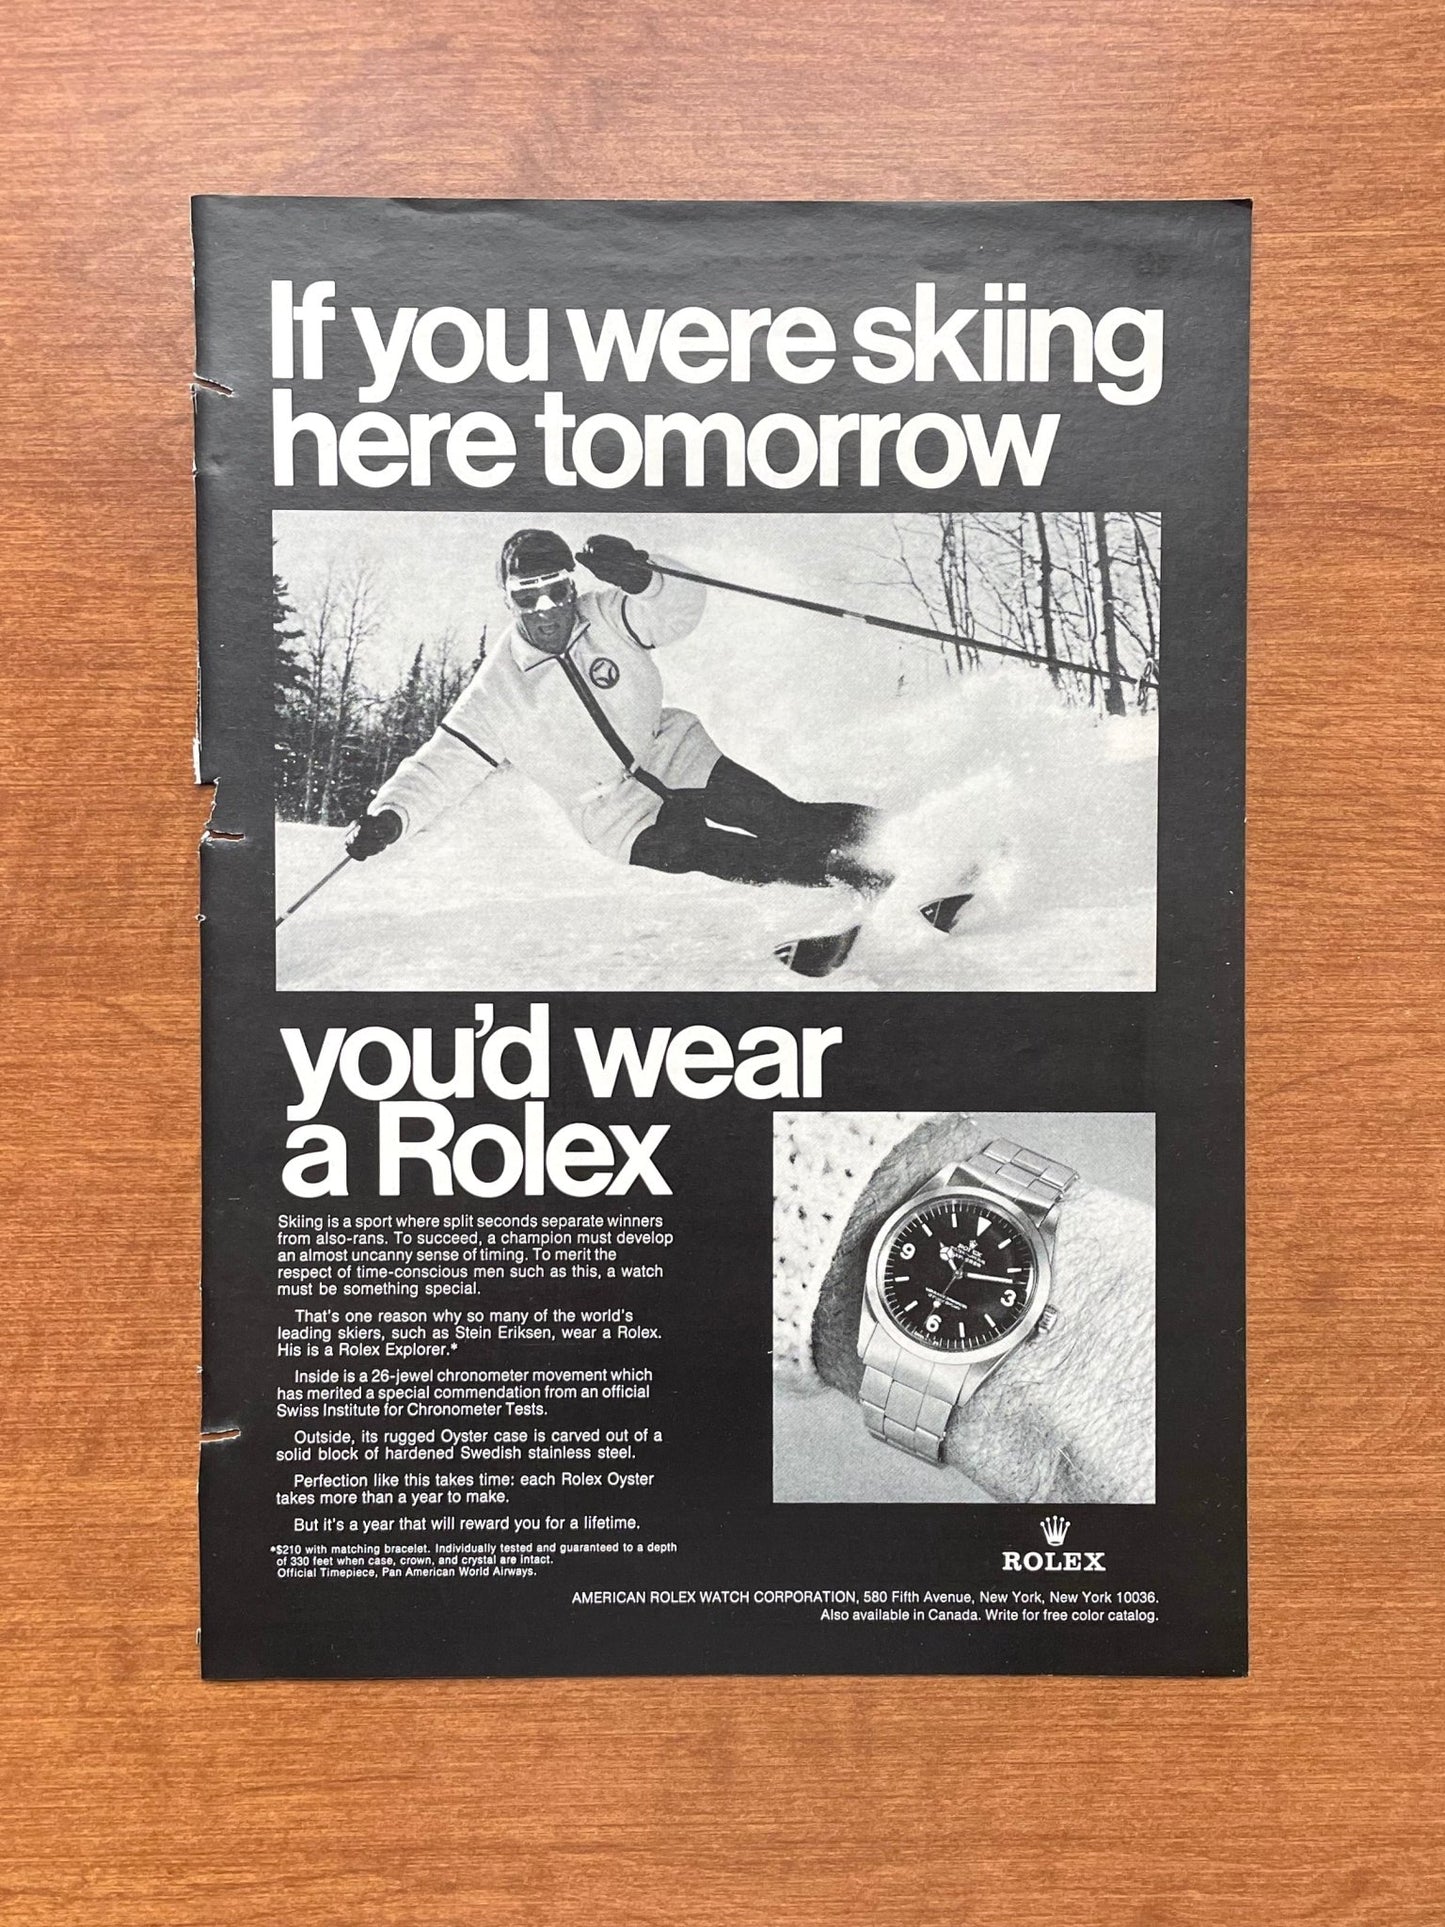 If you were skiing
here tomorrow
you'd wear
a Rolex
Skiing is a sport where split seconds separate winners
from also-rans. To succeed, a champion must develop
an almost uncanny sense of timing. To merit the
respect of time-conscious men such as this, a watch
must be something special.
That's one reason why so many of the world's
leading skiers, such as Stein Eriksen, wear a Rolex.
His is a Rolex Explorer.*
Inside is a 26-jewel chronometer movement which
has merited a special commendation from an official
Swiss Institute for Chronometer Tests.
Outside, its rugged Oyster case is carved out of a
solid block of hardened Swedish stainless steel.
Perfection like this takes time: each Rolex Oyster
takes more than a year to make.
But it's a year that will reward you for a lifetime.
*$210 with matching bracelet. Individually tested and guaranteed to a depth
of 330 feet when case, crown, and crystal are intact.
Official Timepiece, Pan American World Airways.
ROLEX
EXPLORER
9
3
6
ROLEX
AMERICAN ROLEX WATCH CORPORATION, 580 Fifth Avenue, New York, New York 10036.
Also available in Canada. Write for free color catalog.